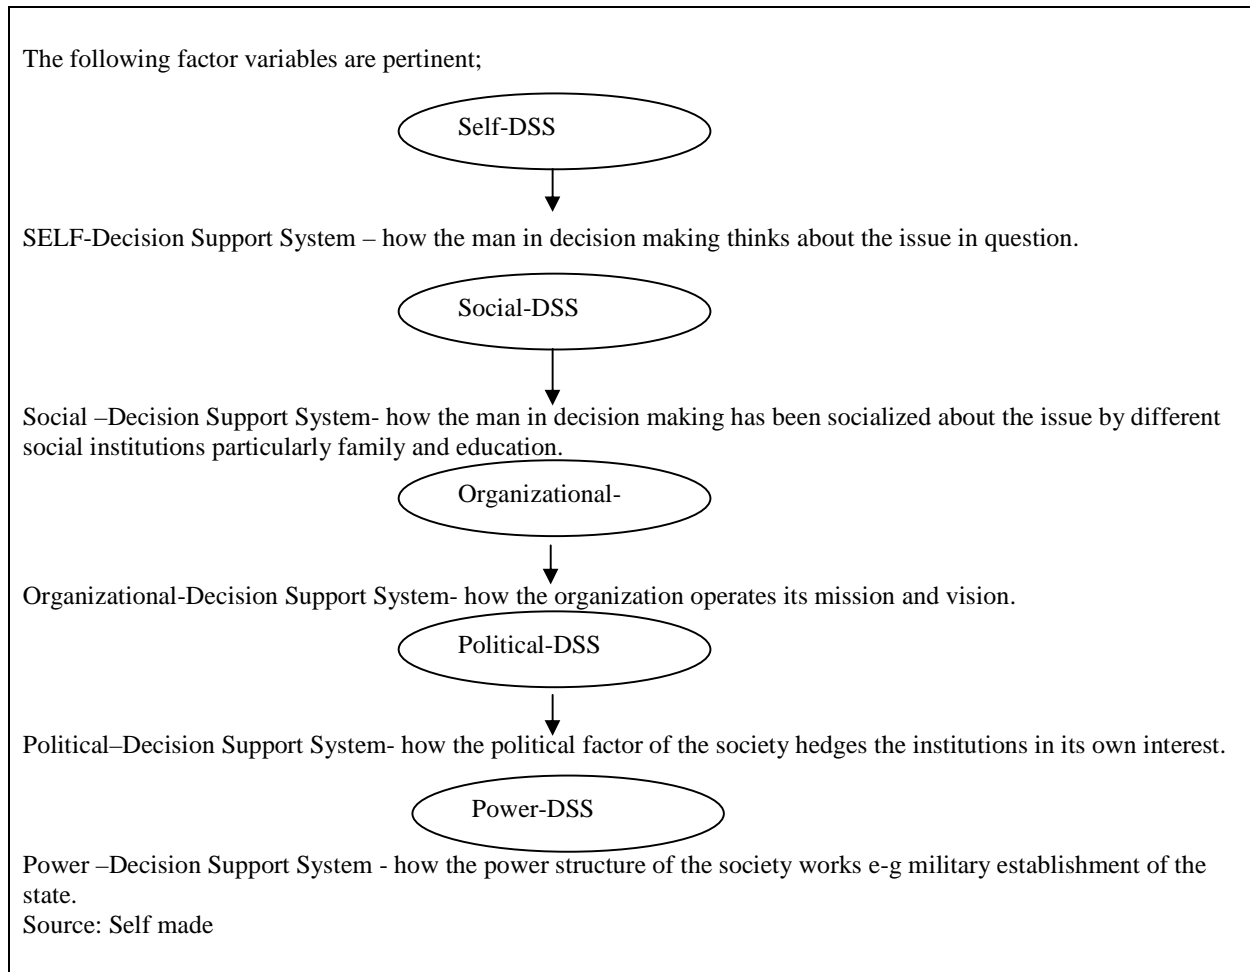 The following factor variables are pertinent;
Self-DSS
SELF-Decision Support System – how the man in decision making thinks about the issue in question.
Social-DSS
Social –Decision Support System- how the man in decision making has been socialized about the issue by different
social institutions particularly family and education.
Organizational-
Organizational-Decision Support System- how the organization operates its mission and vision.
Political-DSS
Political–Decision Support System- how the political factor of the society hedges the institutions in its own interest.
Power-DSS
Power –Decision Support System - how the power structure of the society works e-g military establishment of the
state.
Source: Self made